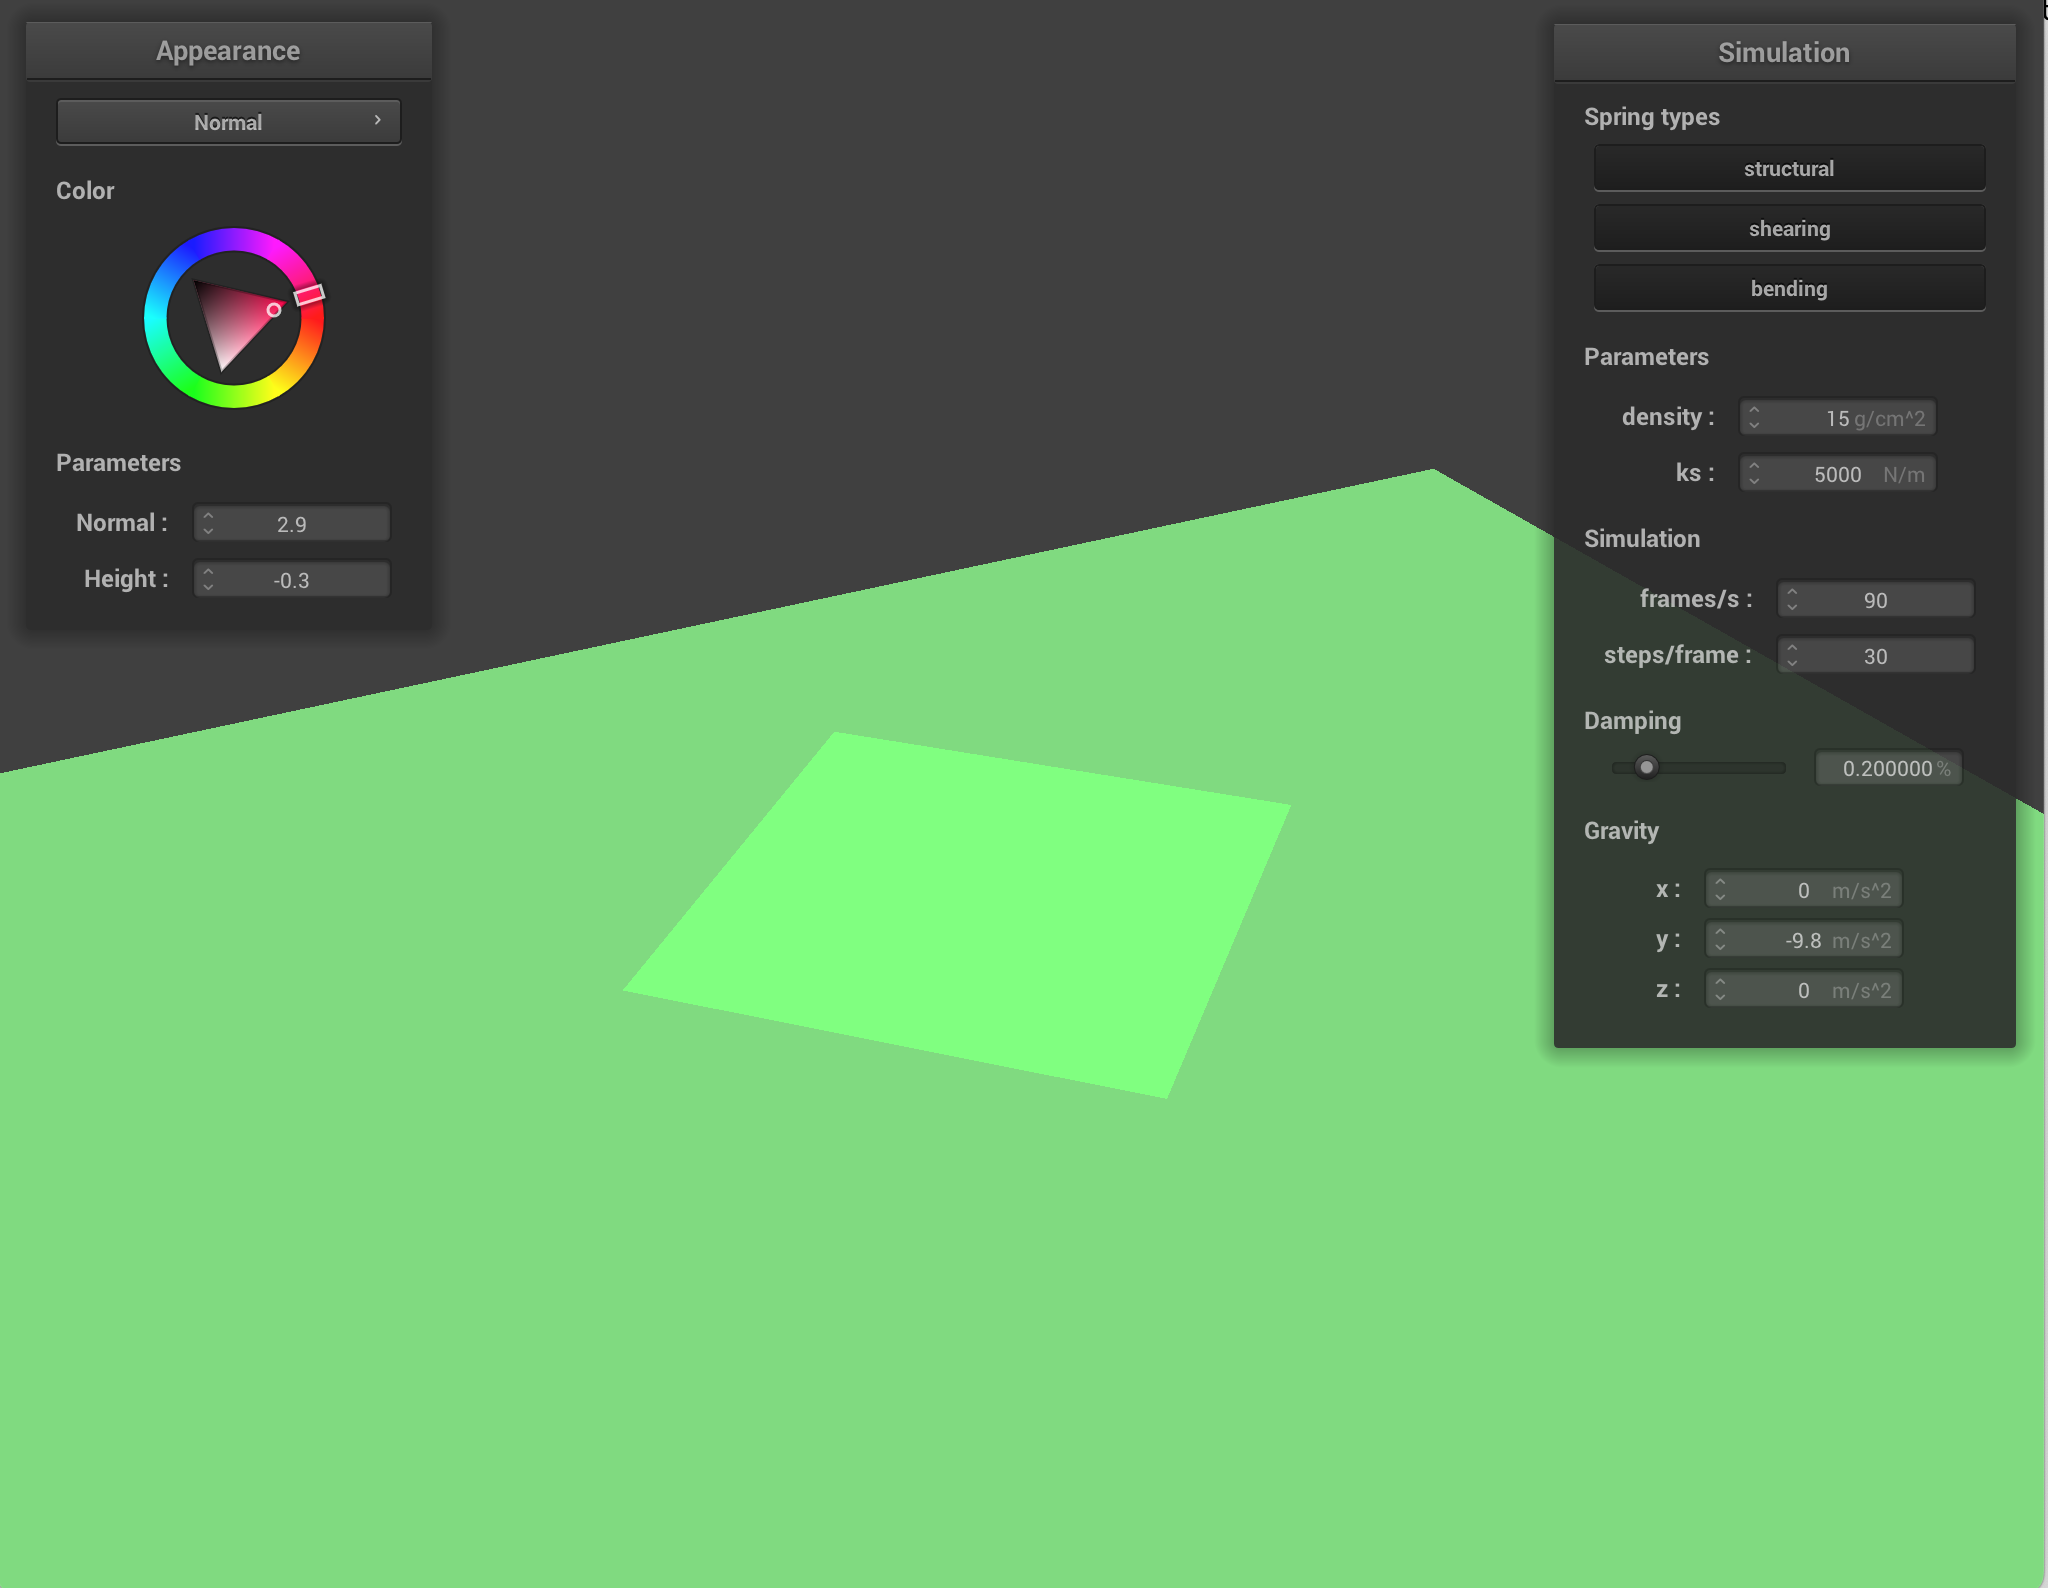 Appearance
Normal
Color
Parameters
Normal : 2.9
Height : -0.3
Simulation
Spring types
structural
shearing
bending
Parameters
density : 15 g/cm^2
ks : 5000 N/m
Simulation
frames/s : 90
steps/frame : 30
Damping
0.200000 %
Gravity
x : 0 m/s^2
y : -9.8 m/s^2
z : 0 m/s^2